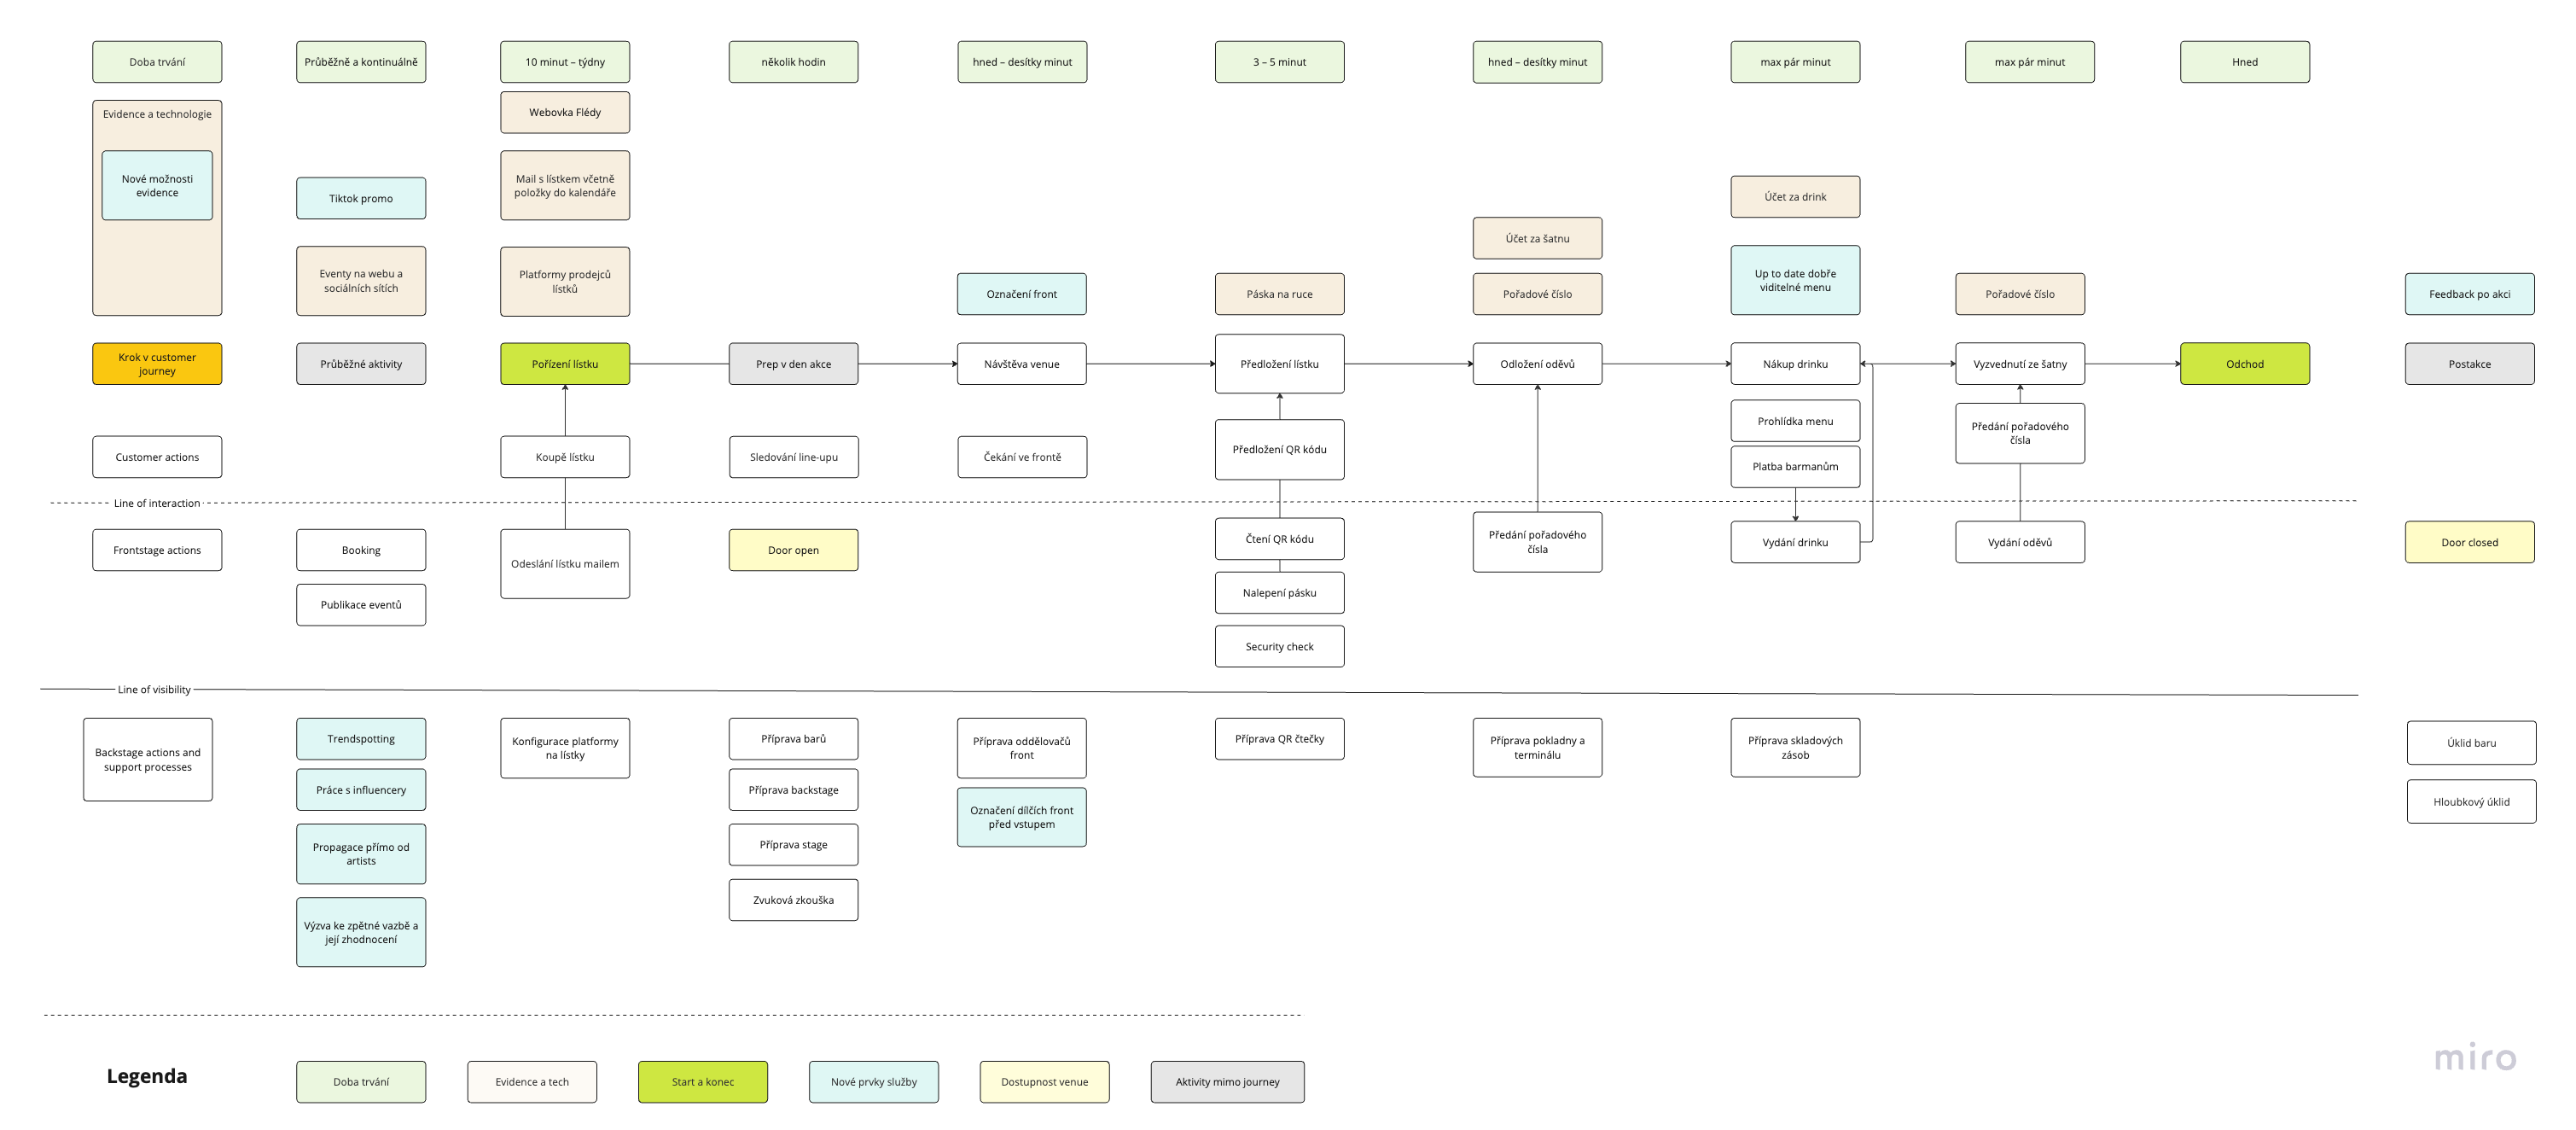 Doba trvání
Průběžně a kontinuálně
10 minut – týdny
několik hodin
hned – desítky minut
3 – 5 minut
hned – desítky minut
max pár minut
max pár minut
Hned
Evidence a technologie
Nové možnosti
evidence
Tiktok promo
Eventy na webu a
sociálních sítích
Webovka Flédy
Mail s lístkem včetně
položky do kalendáře
Platformy prodejců
lístků
Označení front
Páska na ruce
Účet za šatnu
Pořadové číslo
Účet za drink
Up to date dobře
viditelné menu
Pořadové číslo
Feedback po akci
Krok v customer
journey
Průběžné aktivity
Pořízení lístku
Prep v den akce
Návštěva venue
Předložení lístku
Odložení oděvů
Nákup drinku
Vyzvednutí ze šatny
Odchod
Postakce
Customer actions
Koupě lístku
Sledování line-upu
Čekání ve frontě
Předložení QR kódu
Prohlídka menu
Platba barmanům
Předání pořadového
čísla
Line of interaction
Frontstage actions
Booking
Publikace eventů
Odeslání lístku mailem
Door open
Čtení QR kódu
Nalepení pásku
Security check
Předání pořadového
čísla
Vydání drinku
Vydání oděvů
Door closed
Line of visibility
Backstage actions and
support processes
Trendspotting
Práce s influencery
Propagace přímo od
artists
Výzva ke zpětné vazbě a
její zhodnocení
Konfigurace platformy
na lístky
Příprava barů
Příprava backstage
Příprava stage
Zvuková zkouška
Příprava oddělovačů
front
Označení dílčích front
před vstupem
Příprava QR čtečky
Příprava pokladny a
terminálu
Příprava skladových
zásob
Úklid baru
Hloubkový úklid
Legenda
Doba trvání
Evidence a tech
Start a konec
Nové prvky služby
Dostupnost venue
Aktivity mimo journey
miro